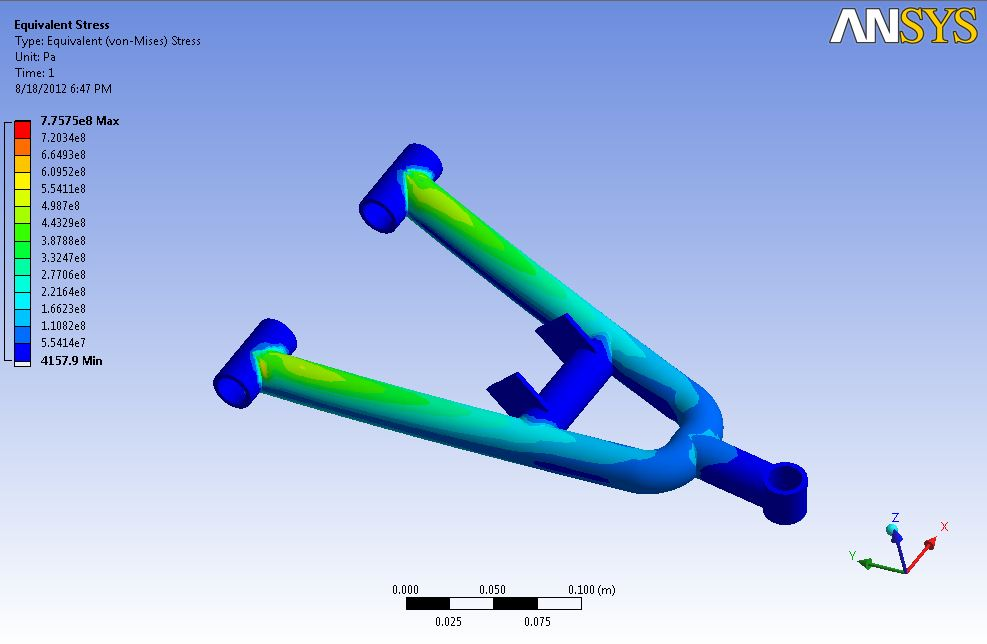 Equivalent Stress
Type: Equivalent (von-Mises) Stress
Unit: Pa
Time: 1
8/18/2012 6:47 PM
ANSYS
7.7575e8 Max
7.2034e8
6.6493e8
6.0952e8
5.5411e8
4.987e8
4.4329e8
3.8788e8
3.3247e8
2.7706e8
2.2164e8
1.6623e8
1.1082e8
5.5414e7
4157.9 Min
Z
X
Y
0.000 0.050 0.100 (m)
0.025 0.075